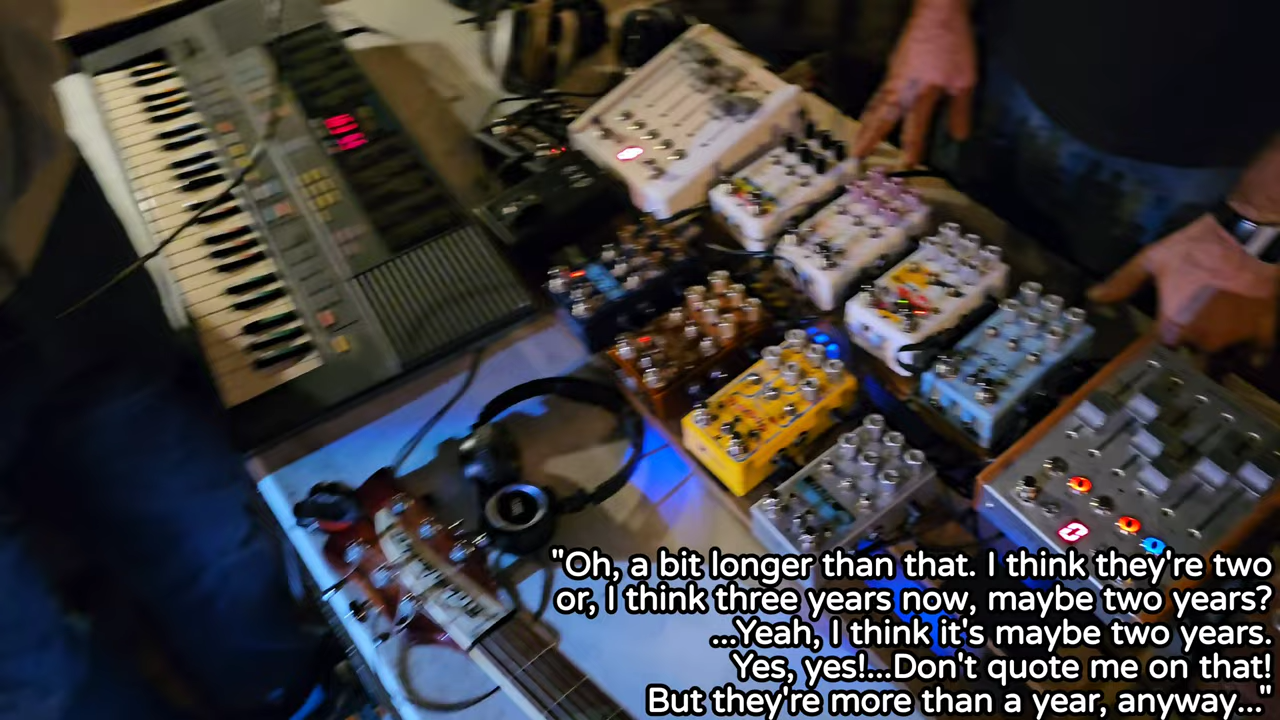 "Oh, a bit longer than that. I think they're two
or, I think three years now, maybe two years?
...Yeah, I think it's maybe two years.
Yes, yes!...Don't quote me on that!
But they're more than a year, anyway..."